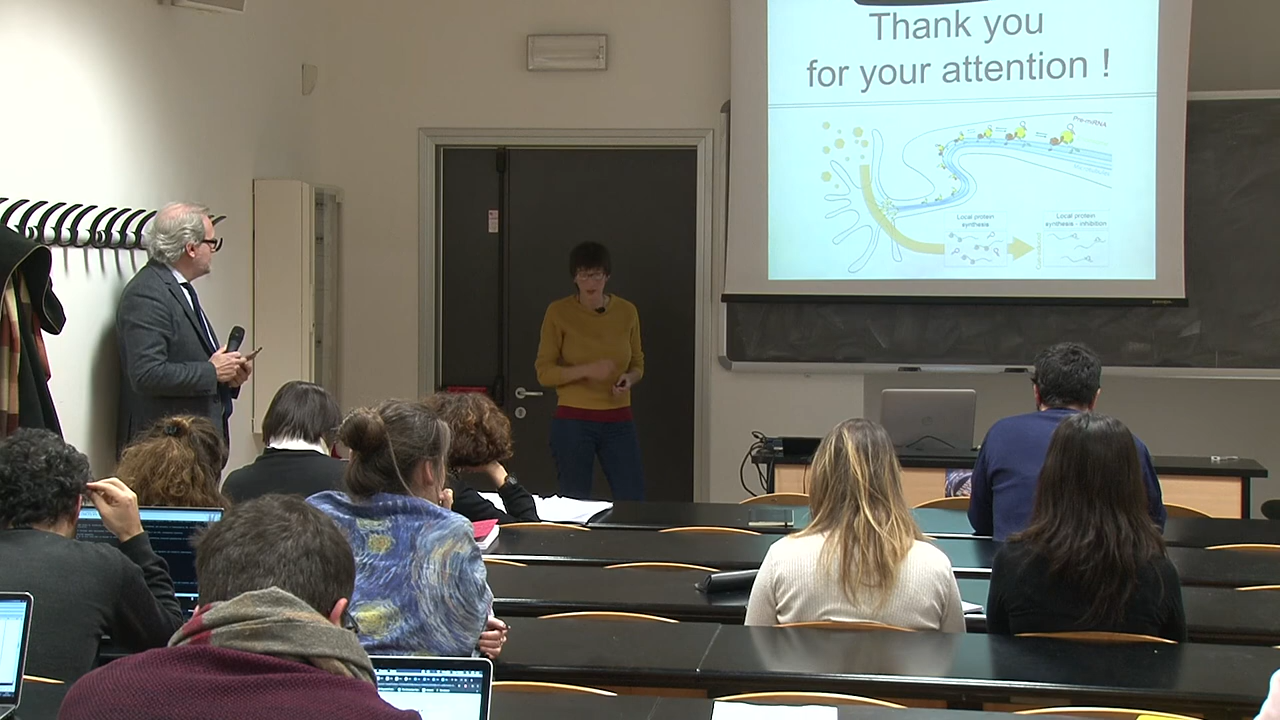 Thank you
for your attention !
Pre-miRNA
Local protein
synthesis
Local protein
synthesis - inhibition